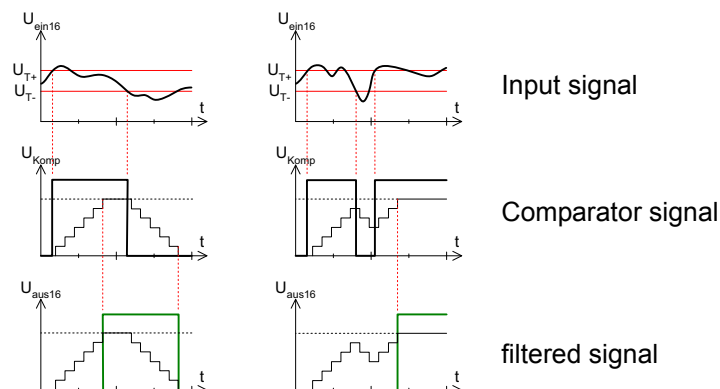 U_ein16 U_ein16
U_T+ U_T+
U_T- U_T- Input signal
t t
U_Komp U_Komp
Comparator signal
t t
U_aus16 U_aus16
filtered signal
t t